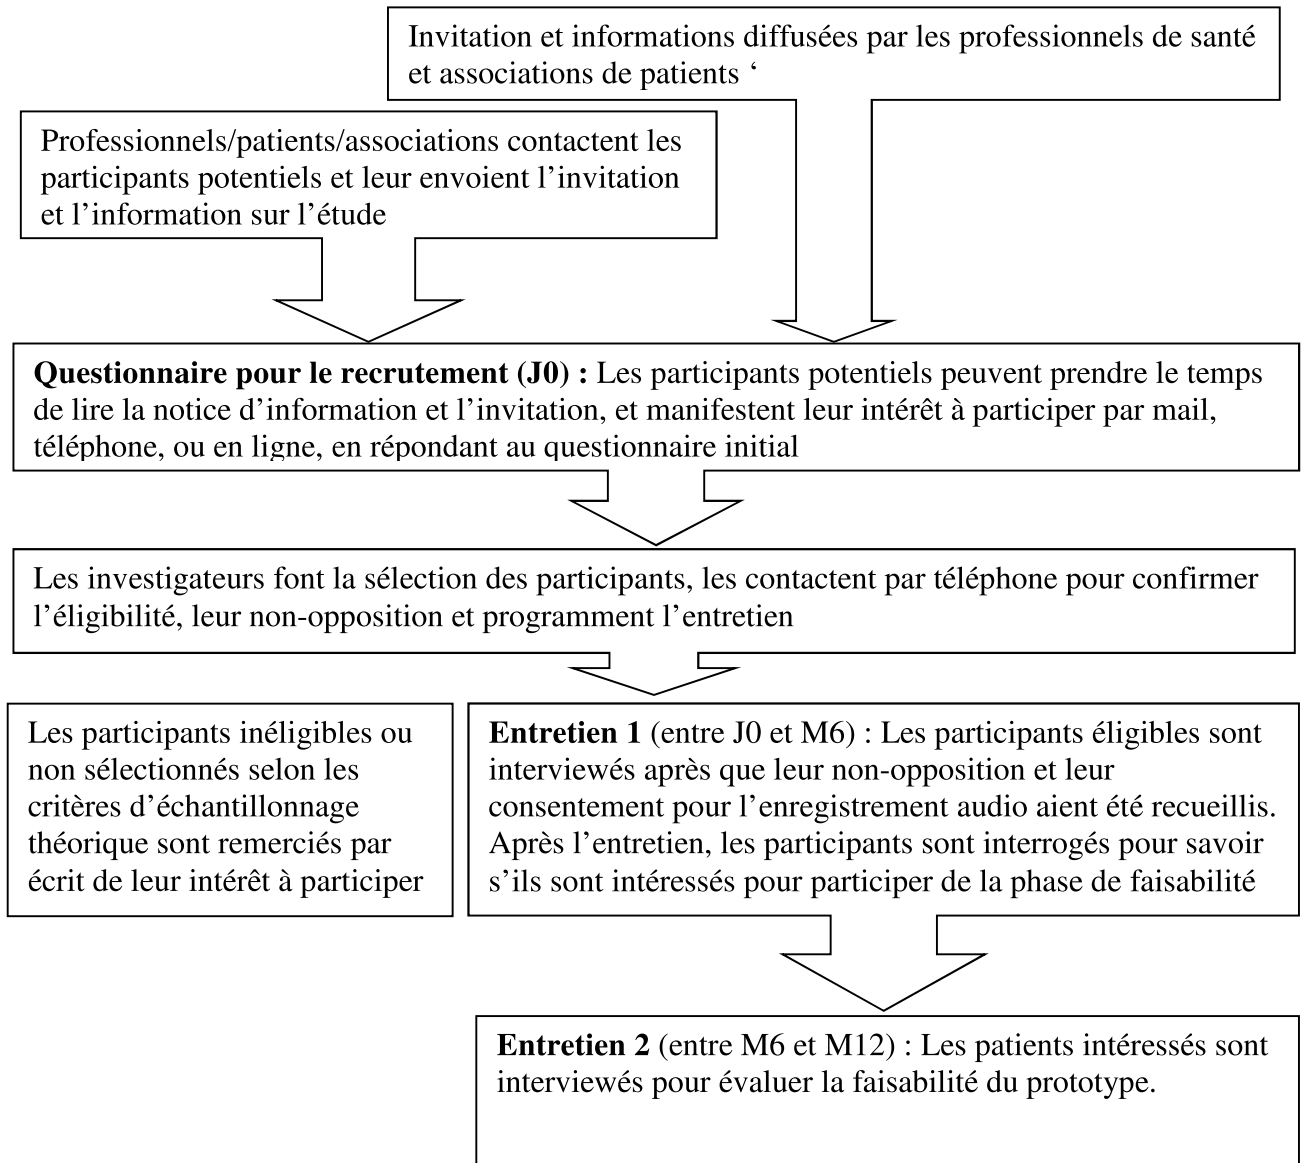 Invitation et informations diffusées par les professionnels de santé
et associations de patients ‘
Professionnels/patients/associations contactent les
participants potentiels et leur envoient l’invitation
et l’information sur l’étude
Questionnaire pour le recrutement (J0) : Les participants potentiels peuvent prendre le temps
de lire la notice d’information et l’invitation, et manifestent leur intérêt à participer par mail,
téléphone, ou en ligne, en répondant au questionnaire initial
Les investigateurs font la sélection des participants, les contactent par téléphone pour confirmer
l’éligibilité, leur non-opposition et programment l’entretien
Les participants inéligibles ou
non sélectionnés selon les
critères d’échantillonnage
théorique sont remerciés par
écrit de leur intérêt à participer
Entretien 1 (entre J0 et M6) : Les participants éligibles sont
interviewés après que leur non-opposition et leur
consentement pour l’enregistrement audio aient été recueillis.
Après l’entretien, les participants sont interrogés pour savoir
s’ils sont intéressés pour participer de la phase de faisabilité
Entretien 2 (entre M6 et M12) : Les patients intéressés sont
interviewés pour évaluer la faisabilité du prototype.